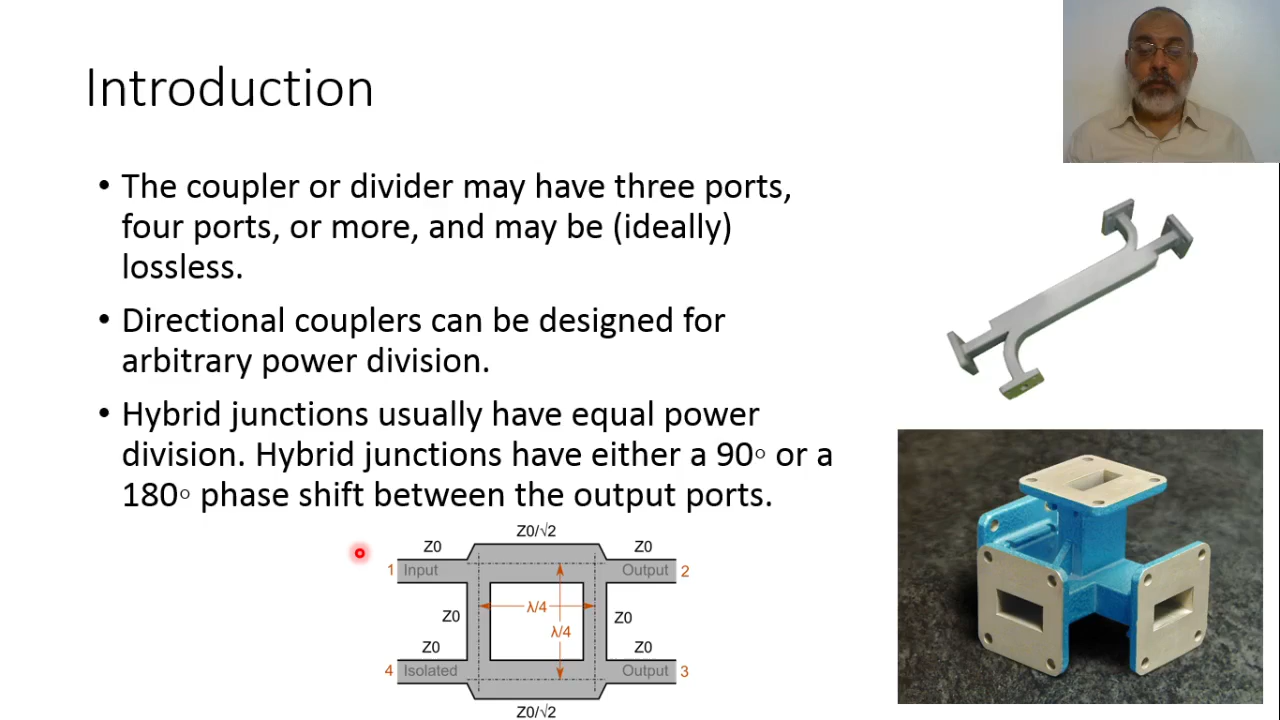 Introduction
• The coupler or divider may have three ports,
four ports, or more, and may be (ideally)
lossless.
• Directional couplers can be designed for
arbitrary power division.
• Hybrid junctions usually have equal power
division. Hybrid junctions have either a 90○ or a
180○ phase shift between the output ports.
Z0/√2
Z0 Z0
1 Input Output 2
λ/4
Z0 Z0
λ/4
Z0 Z0
4 Isolated Output 3
Z0/√2